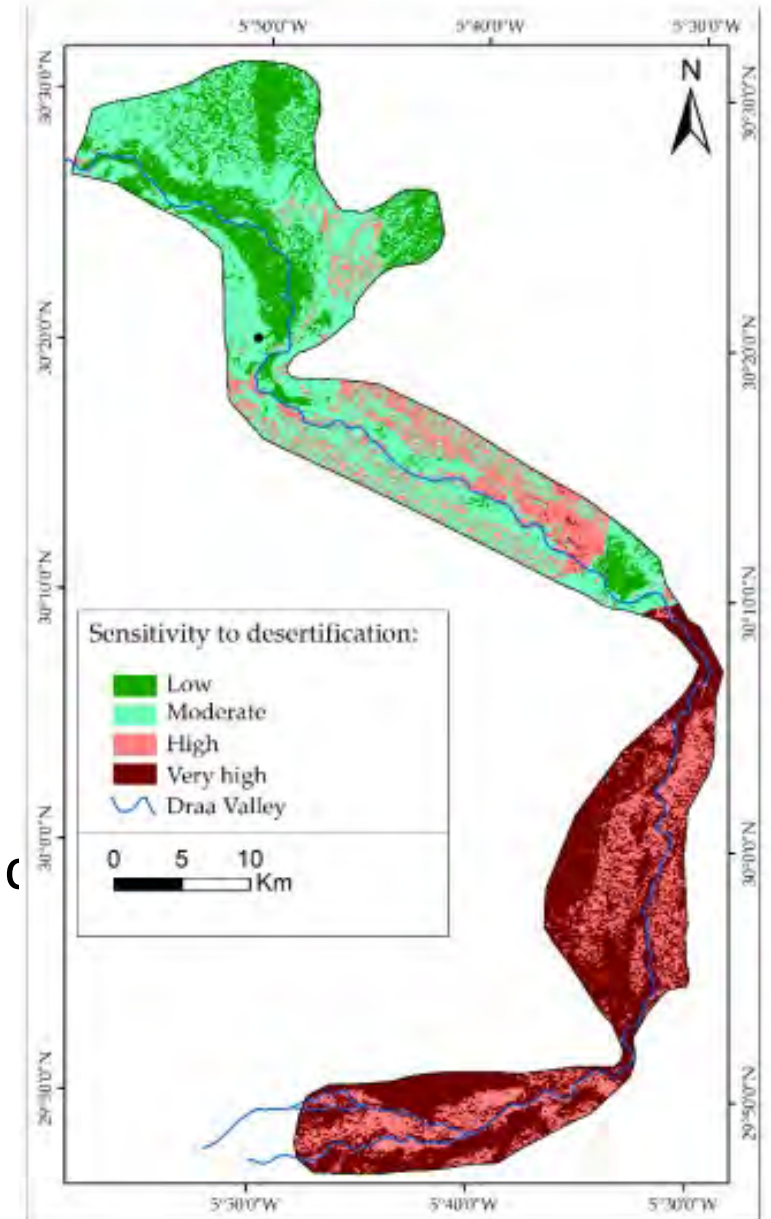 5°50'0"W 5°40'0"W 5°30'0"W
N
30°30'0"N 30°30'0"N
30°20'0"N 30°20'0"N
30°10'0"N 30°10'0"N
Sensitivity to desertification:
Low
Moderate
High
Very high
Draa Valley
30°0'0"N 30°0'0"N
0 5 10
Km
29°50'0"N 29°50'0"N
5°50'0"W 5°40'0"W 5°30'0"W